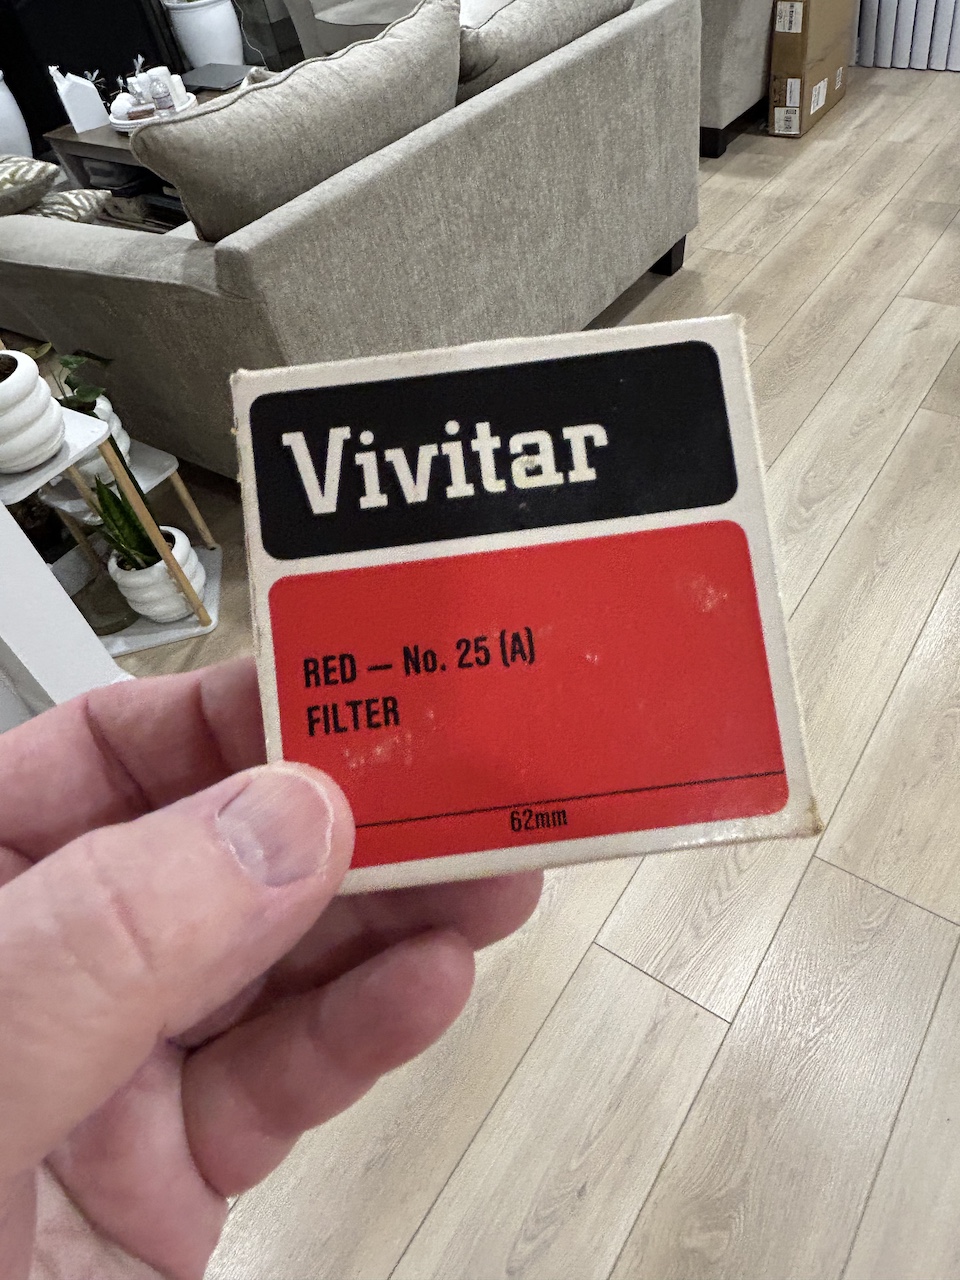 Vivitar
RED — No. 25 (A)
FILTER
62mm